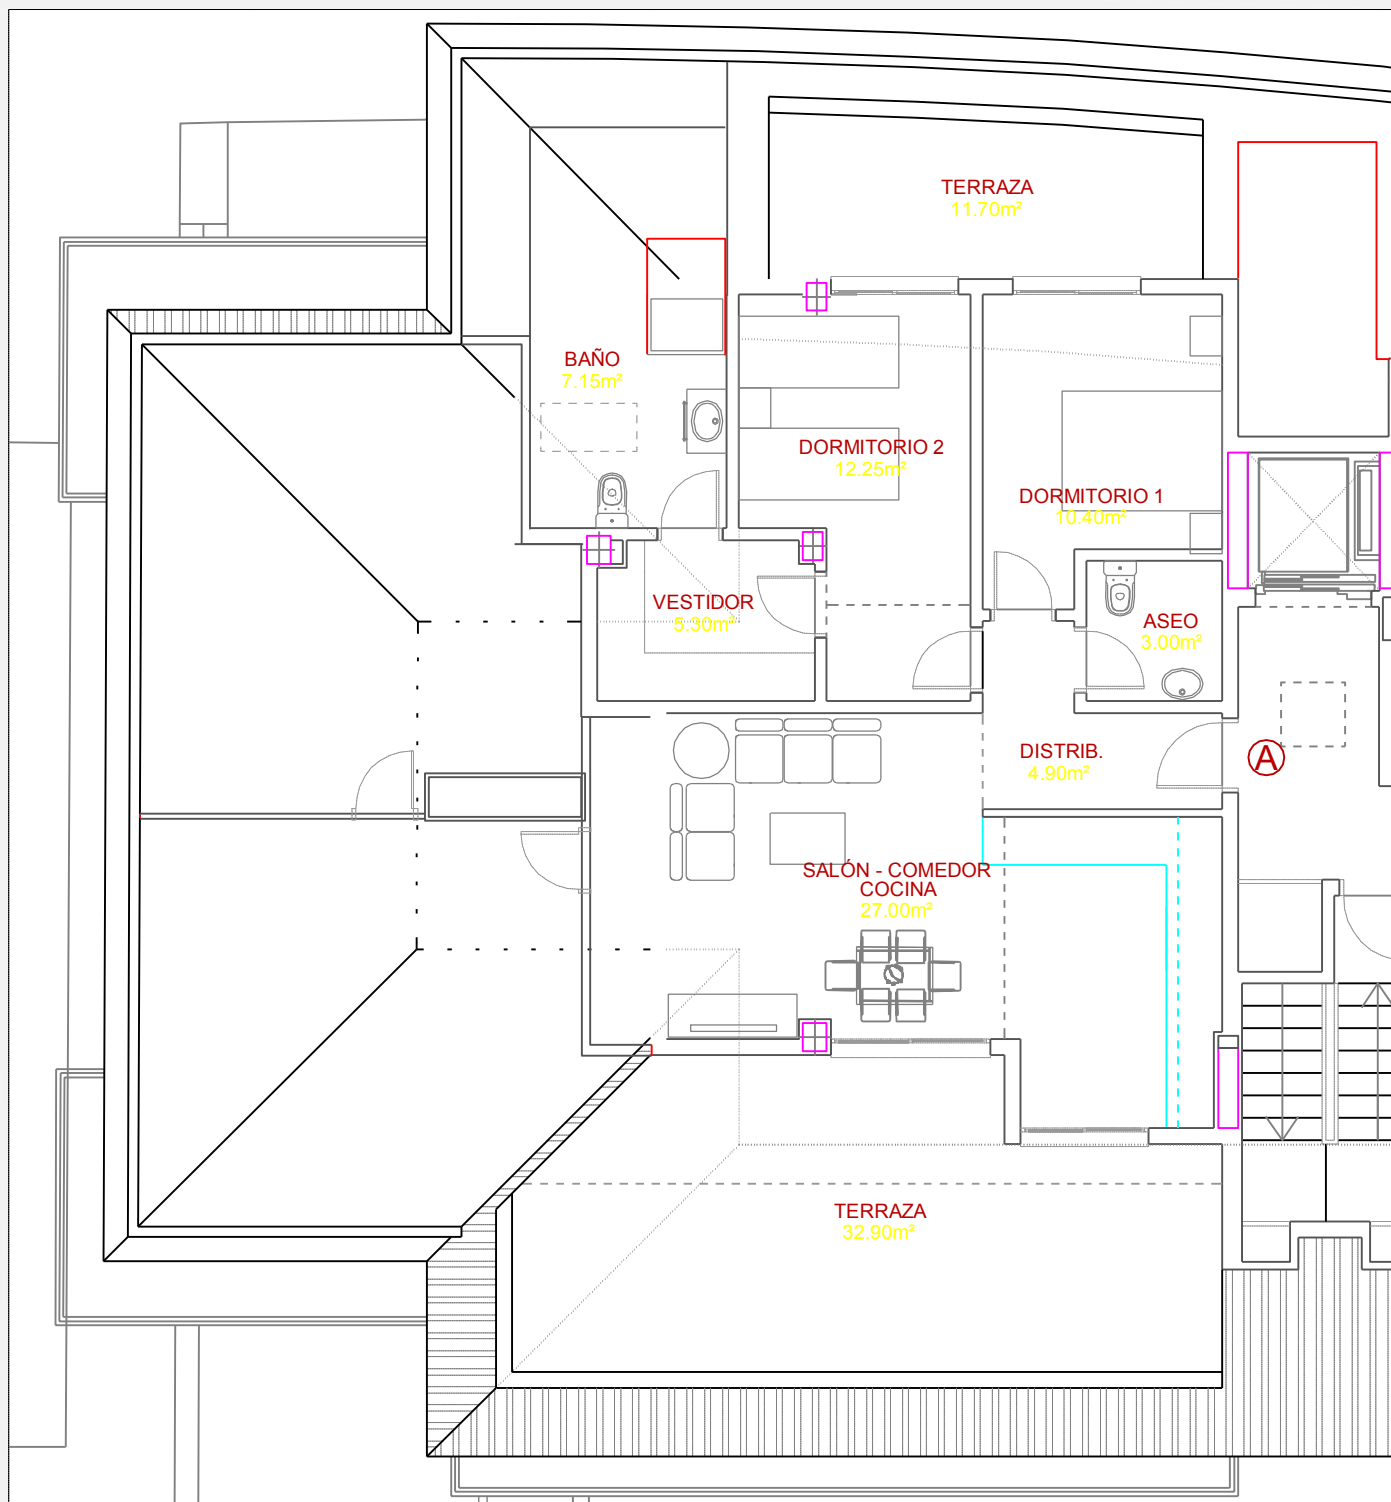 TERRAZA
11.70m²
BAÑO
7.15m²
DORMITORIO 2
12.25m²
DORMITORIO 1
10.40m²
VESTIDOR
5.30m²
ASEO
3.00m²
DISTRIB.
4.90m²
A
SALÓN - COMEDOR
COCINA
27.00m²
TERRAZA
32.90m²